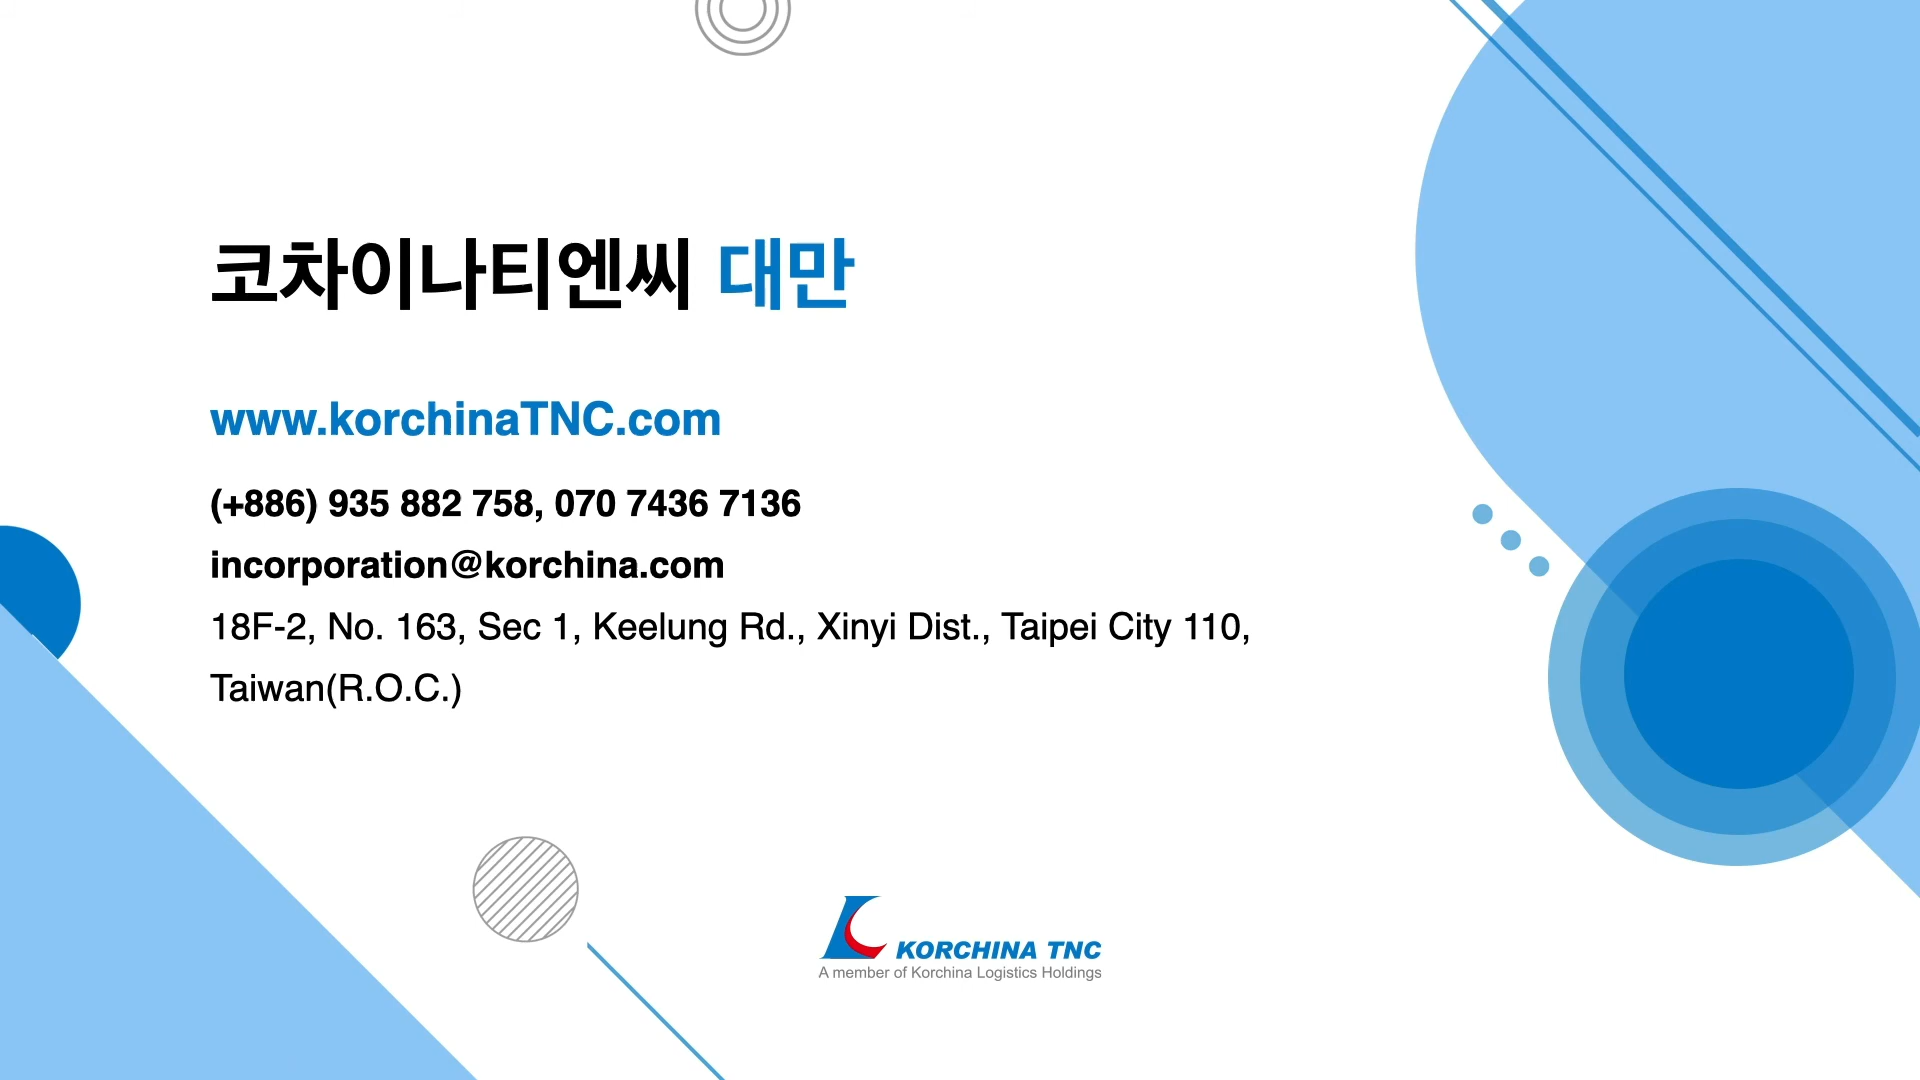 코차이나티엔씨 대만
www.korchinaTNC.com
(+886) 935 882 758, 070 7436 7136
incorporation@korchina.com
18F-2, No. 163, Sec 1, Keelung Rd., Xinyi Dist., Taipei City 110,
Taiwan(R.O.C.)
KORCHINA TNC
A member of Korchina Logistics Holdings